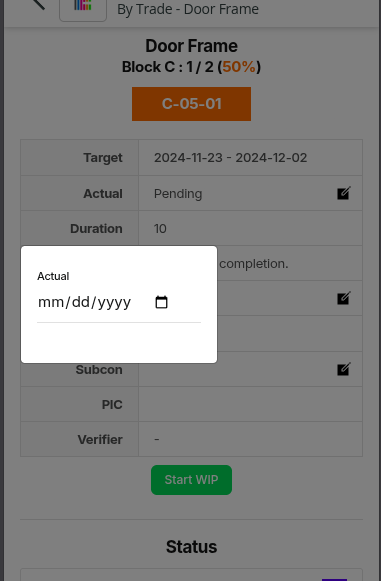 By Trade - Door Frame
Door Frame
Block C : 1 / 2 (50%)
C-05-01
Target 2024-11-23 - 2024-12-02
Actual Pending
Duration 10
completion.
Actual
mm/dd/yyyy
Subcon
PIC
Verifier -
Start WIP
Status